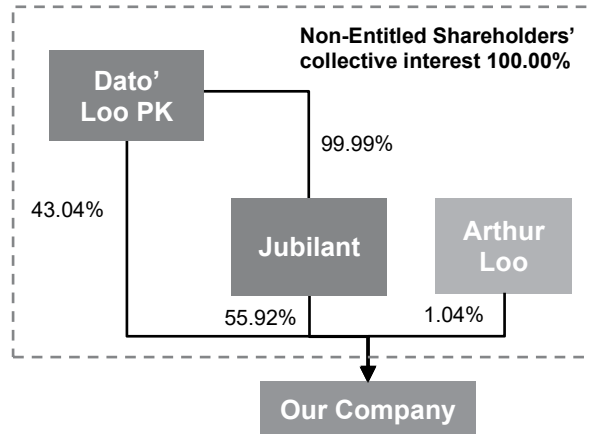 Non-Entitled Shareholders’
collective interest 100.00%
Dato’
Loo PK
99.99%
43.04%
Jubilant
Arthur
Loo
55.92%
1.04%
Our Company